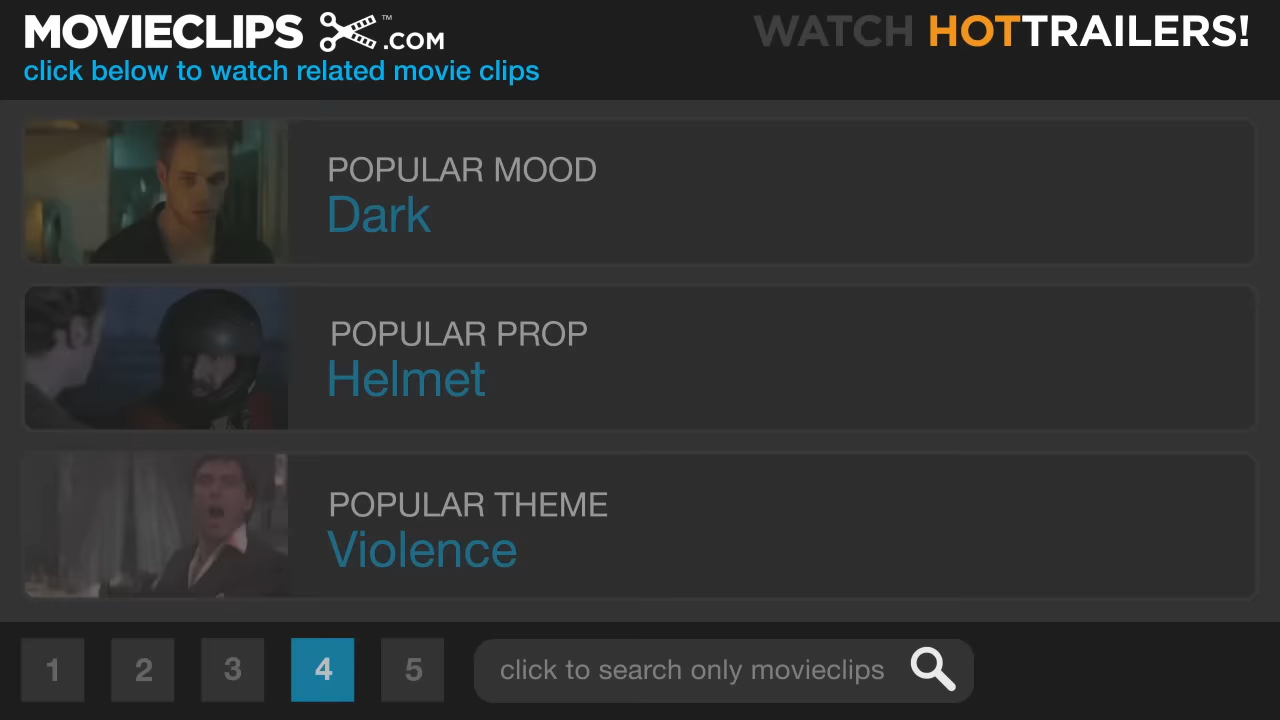 MOVIECLIPS ™ .COM
WATCH HOTTRAILERS!
click below to watch related movie clips
POPULAR MOOD
Dark
POPULAR PROP
Helmet
POPULAR THEME
Violence
1 2 3 4 5 click to search only movieclips